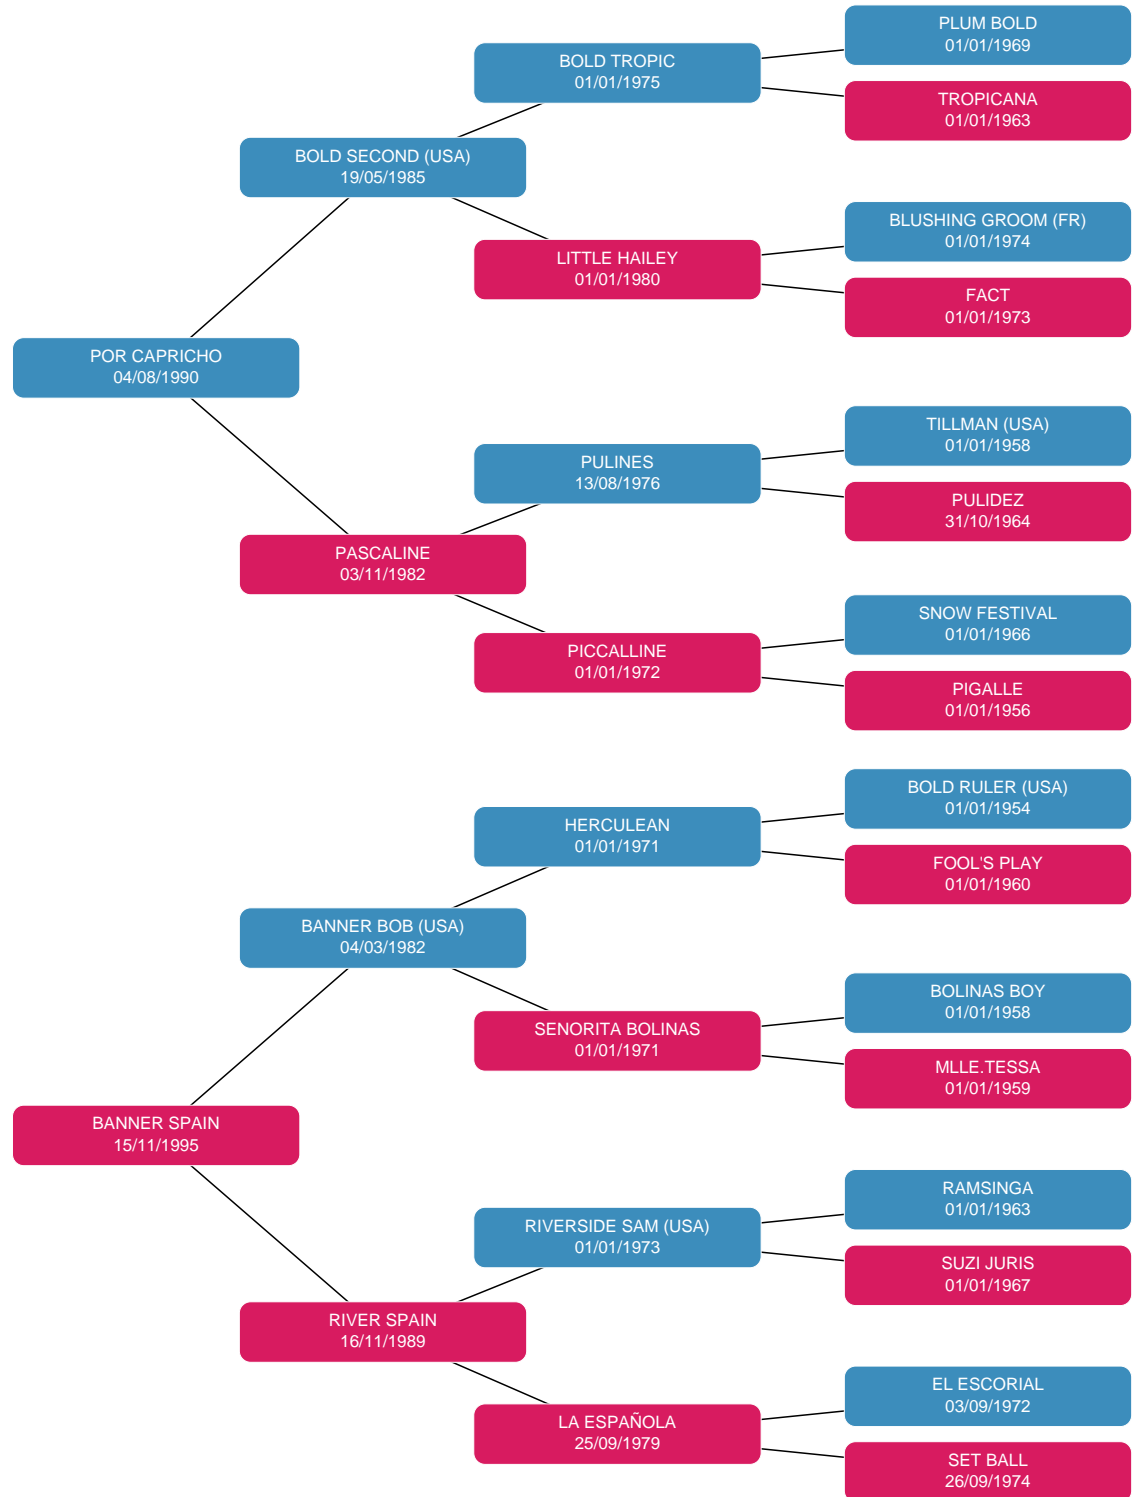 PLUM BOLD
01/01/1969
BOLD TROPIC
01/01/1975
TROPICANA
01/01/1963
BOLD SECOND (USA)
19/05/1985
BLUSHING GROOM (FR)
01/01/1974
LITTLE HAILEY
01/01/1980
FACT
01/01/1973
POR CAPRICHO
04/08/1990
TILLMAN (USA)
01/01/1958
PULINES
13/08/1976
PULIDEZ
31/10/1964
PASCALINE
03/11/1982
SNOW FESTIVAL
01/01/1966
PICCALLINE
01/01/1972
PIGALLE
01/01/1956
BOLD RULER (USA)
01/01/1954
HERCULEAN
01/01/1971
FOOL'S PLAY
01/01/1960
BANNER BOB (USA)
04/03/1982
BOLINAS BOY
01/01/1958
SENORITA BOLINAS
01/01/1971
MLLE.TESSA
01/01/1959
BANNER SPAIN
15/11/1995
RAMSINGA
01/01/1963
RIVERSIDE SAM (USA)
01/01/1973
SUZI JURIS
01/01/1967
RIVER SPAIN
16/11/1989
EL ESCORIAL
03/09/1972
LA ESPAÑOLA
25/09/1979
SET BALL
26/09/1974